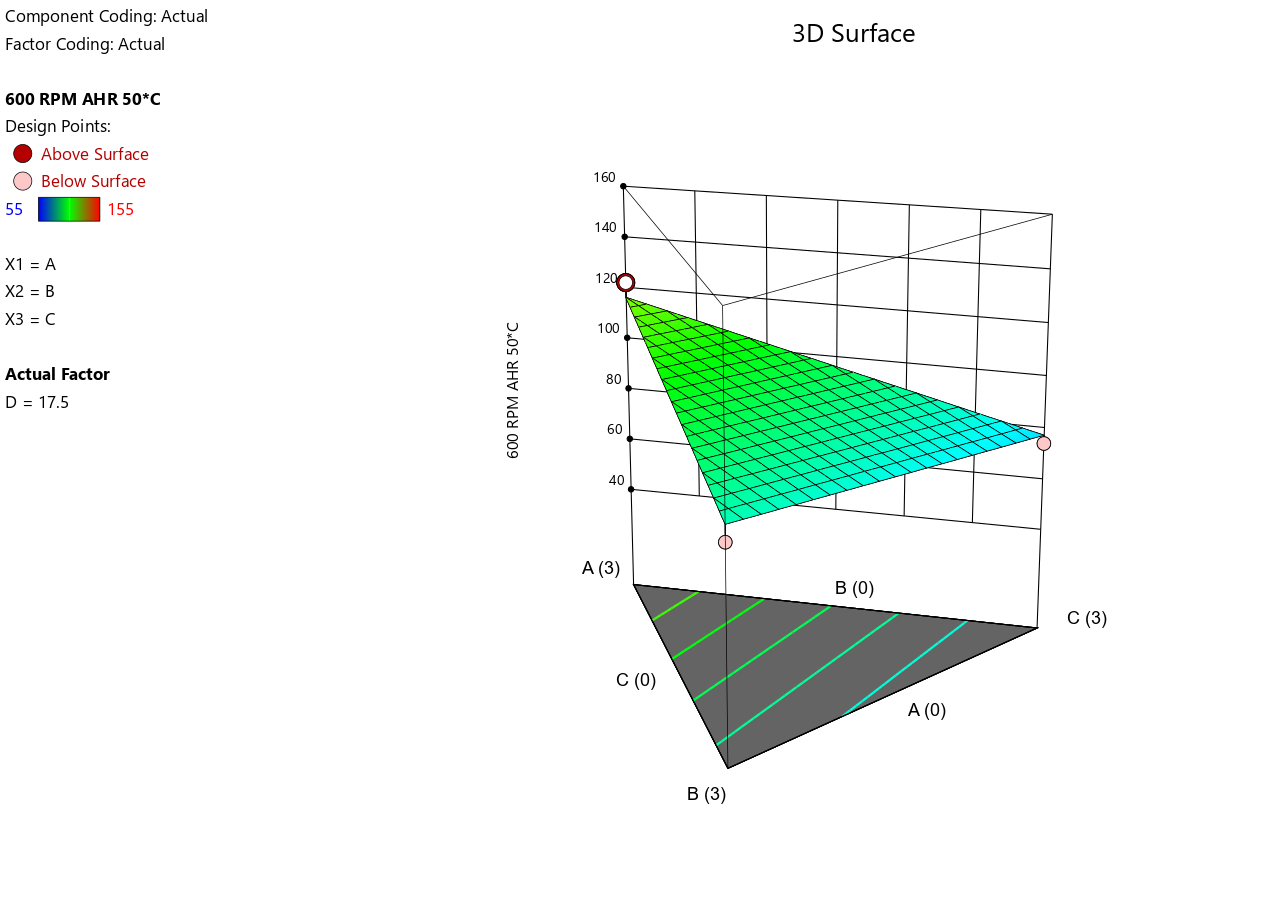 Component Coding: Actual
Factor Coding: Actual
600 RPM AHR 50*C
Design Points:
Above Surface
Below Surface
55 155
X1 = A
X2 = B
X3 = C
Actual Factor
D = 17.5
3D Surface
160
140
120
100
80
60
40
600 RPM AHR 50*C
A (3)
B (0)
C (3)
C (0)
A (0)
B (3)